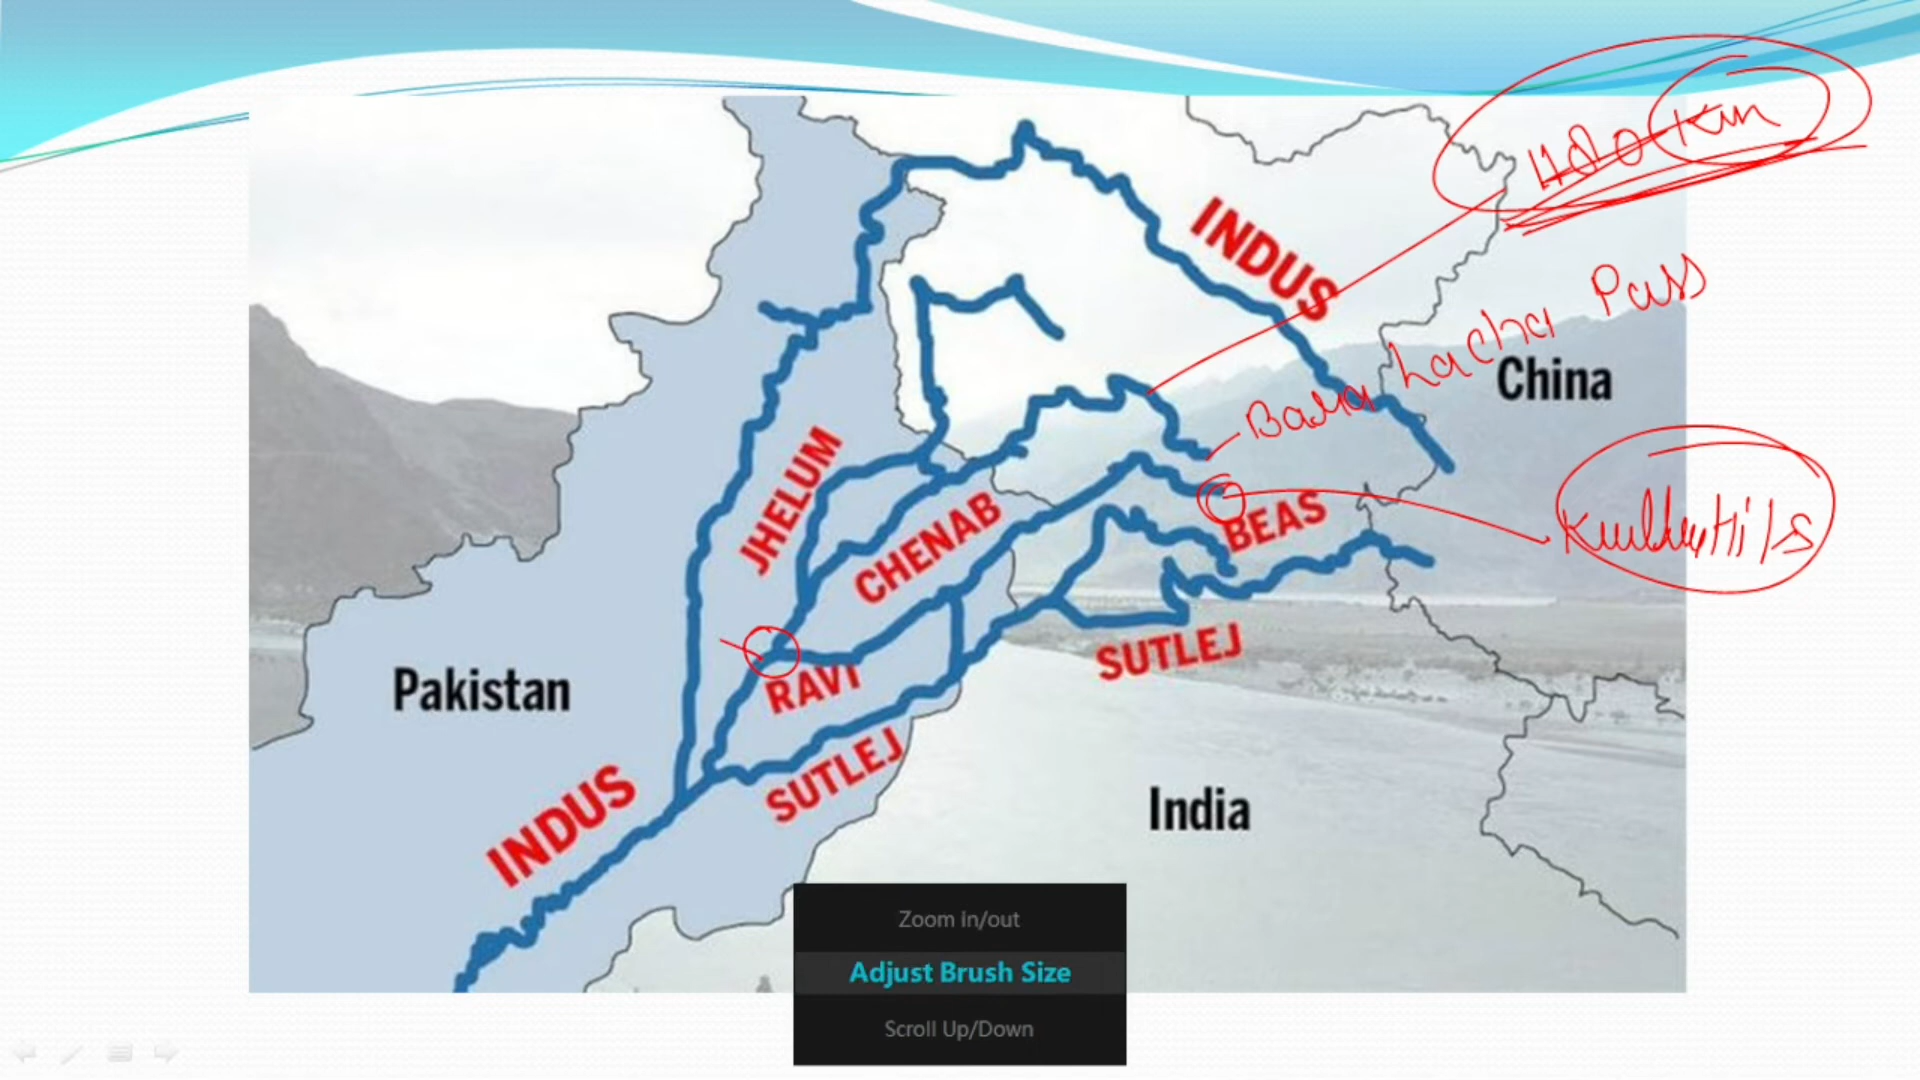 1180 Km
INDUS
Bara Lacha Pass
China
JHELUM
CHENAB
BEAS
Kullu Hills
SUTLEJ
Pakistan
RAVI
SUTLEJ
INDUS
India
Zoom in/out
Adjust Brush Size
Scroll Up/Down